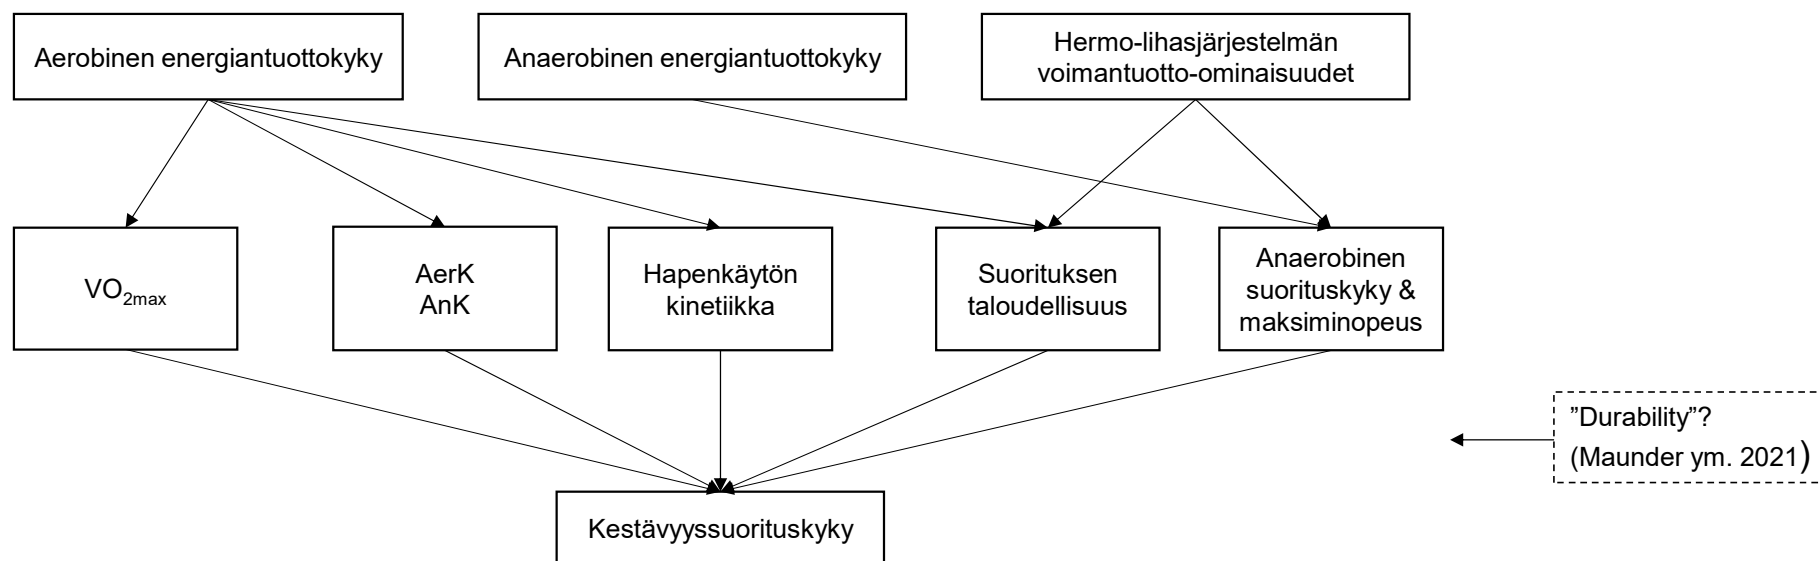 Aerobinen energiantuottokyky
Anaerobinen energiantuottokyky
Hermo-lihasjärjestelmän
voimantuotto-ominaisuudet
VO2max
AerK
AnK
Hapenkäytön
kinetiikka
Suorituksen
taloudellisuus
Anaerobinen
suorituskyky &
maksiminopeus
”Durability”?
(Maunder ym. 2021)
Kestävyyssuorituskyky